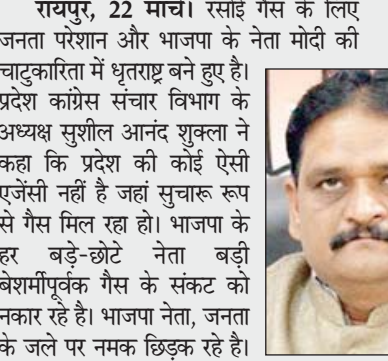 रायपुर, 22 मार्च। रसोई गैस के लिए
जनता परेशान और भाजपा के नेता मोदी की
चाटुकारिता में धृतराष्ट्र बने हुए है।
प्रदेश कांग्रेस संचार विभाग के
अध्यक्ष सुशील आनंद शुक्ला ने
कहा कि प्रदेश की कोई ऐसी
एजेंसी नहीं है जहां सुचारू रूप
से गैस मिल रहा हो। भाजपा के
हर बड़े-छोटे नेता बड़ी
बेशर्मीपूर्वक गैस के संकट को
नकार रहे है। भाजपा नेता, जनता
के जले पर नमक छिड़क रहे है।